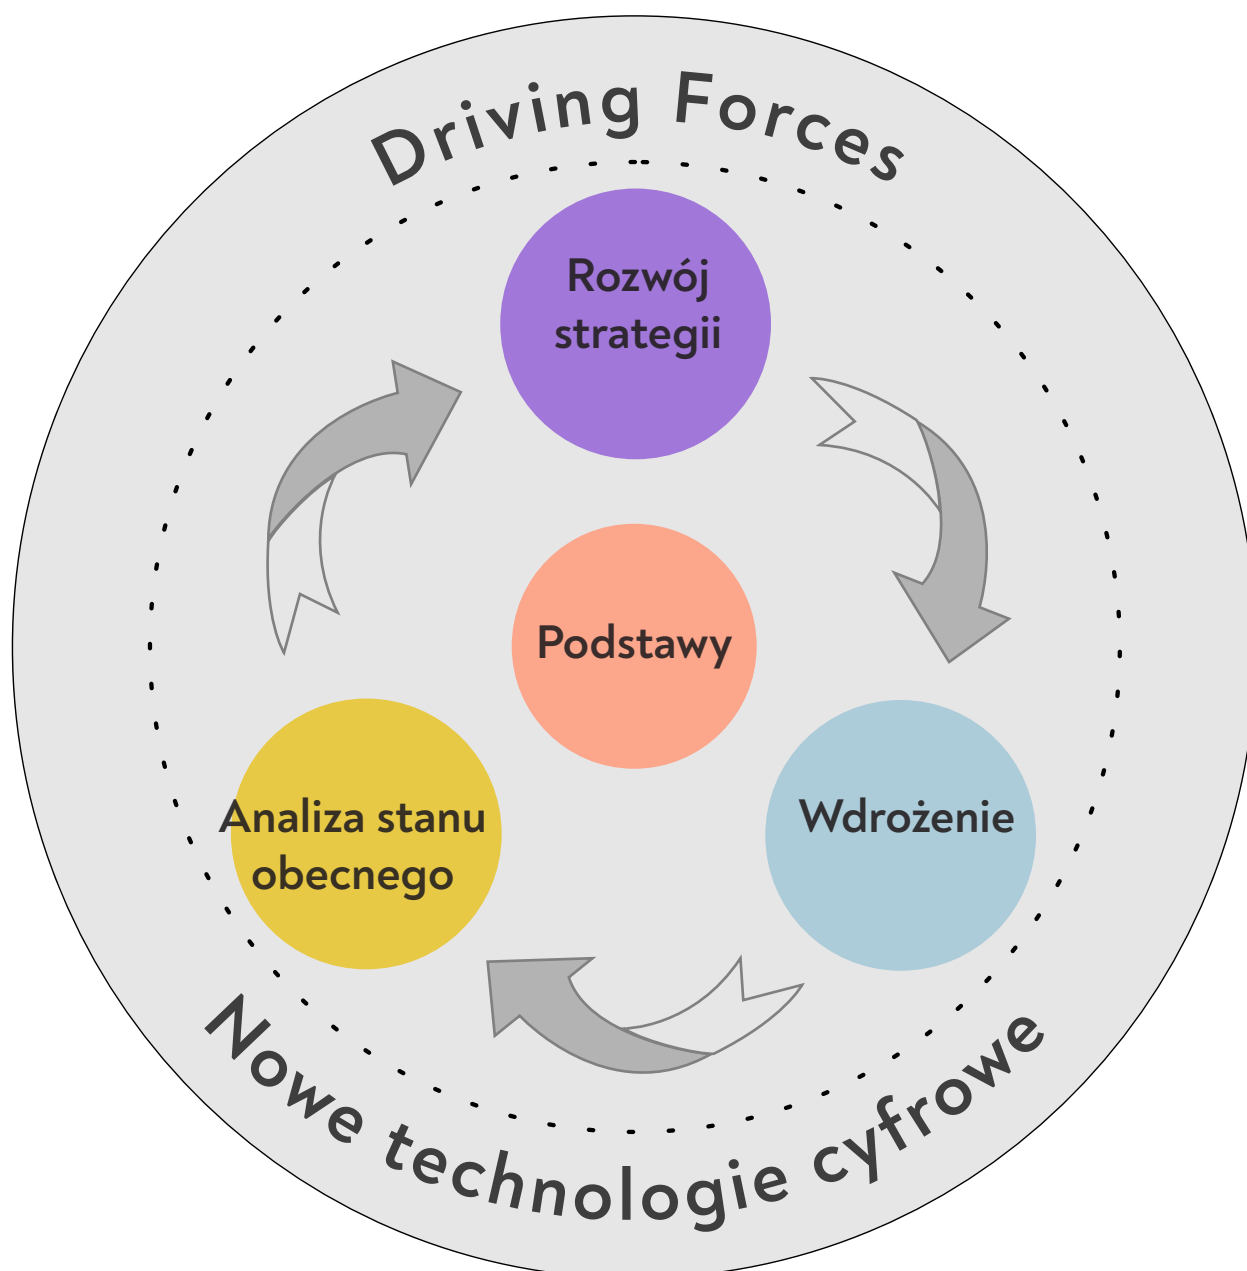 Driving Forces
Rozwój
strategii
Podstawy
Analiza stanu
obecnego
Wdrożenie
Nowe technologie cyfrowe